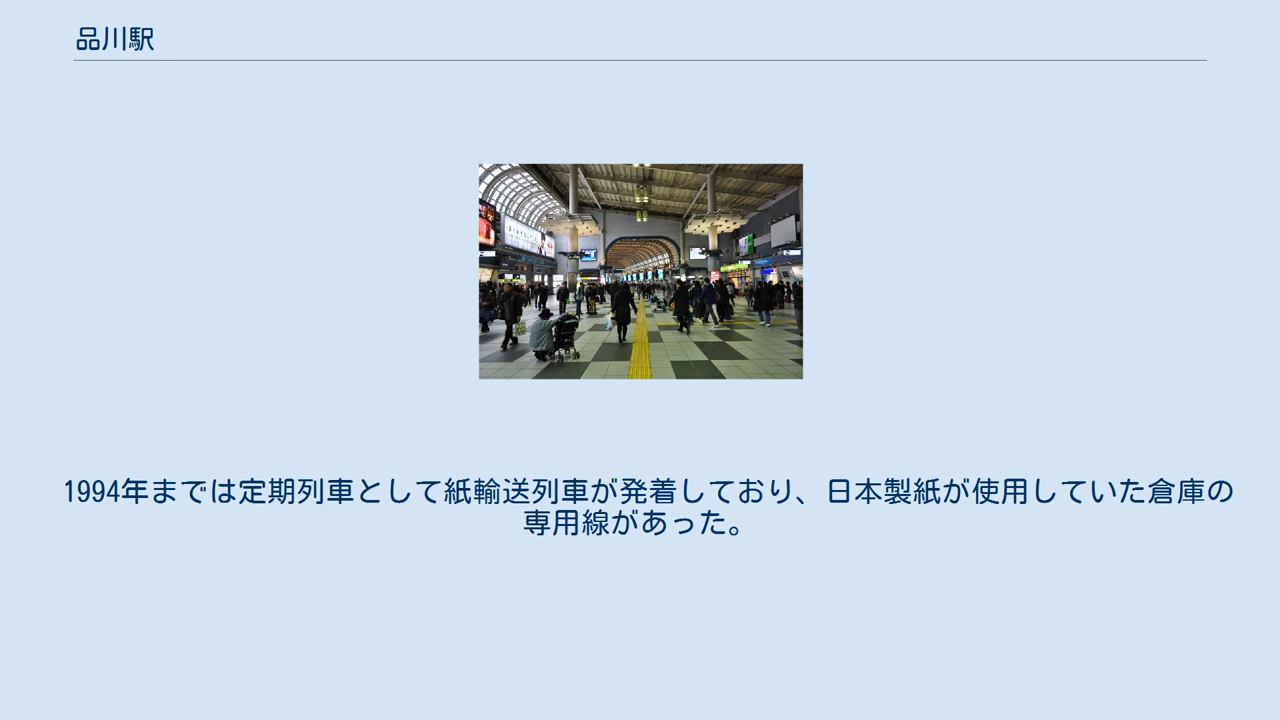 品川駅
1994年までは定期列車として紙輸送列車が発着しており、日本製紙が使用していた倉庫の
専用線があった。